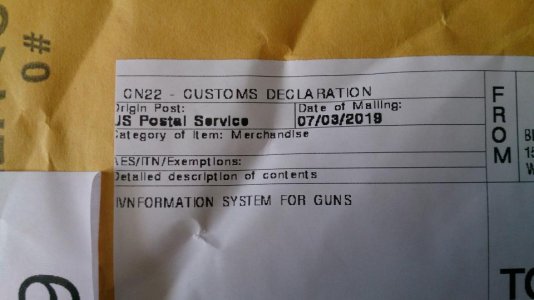 #0
CN22 - CUSTOMS DECLARATION
Origin Post:
US Postal Service
Date of Mailing:
07/03/2019
Category of Item: Merchandise
AES/ITN/Exemptions:
Detailed description of contents
IVNFORMATION SYSTEM FOR GUNS
FROM
TO